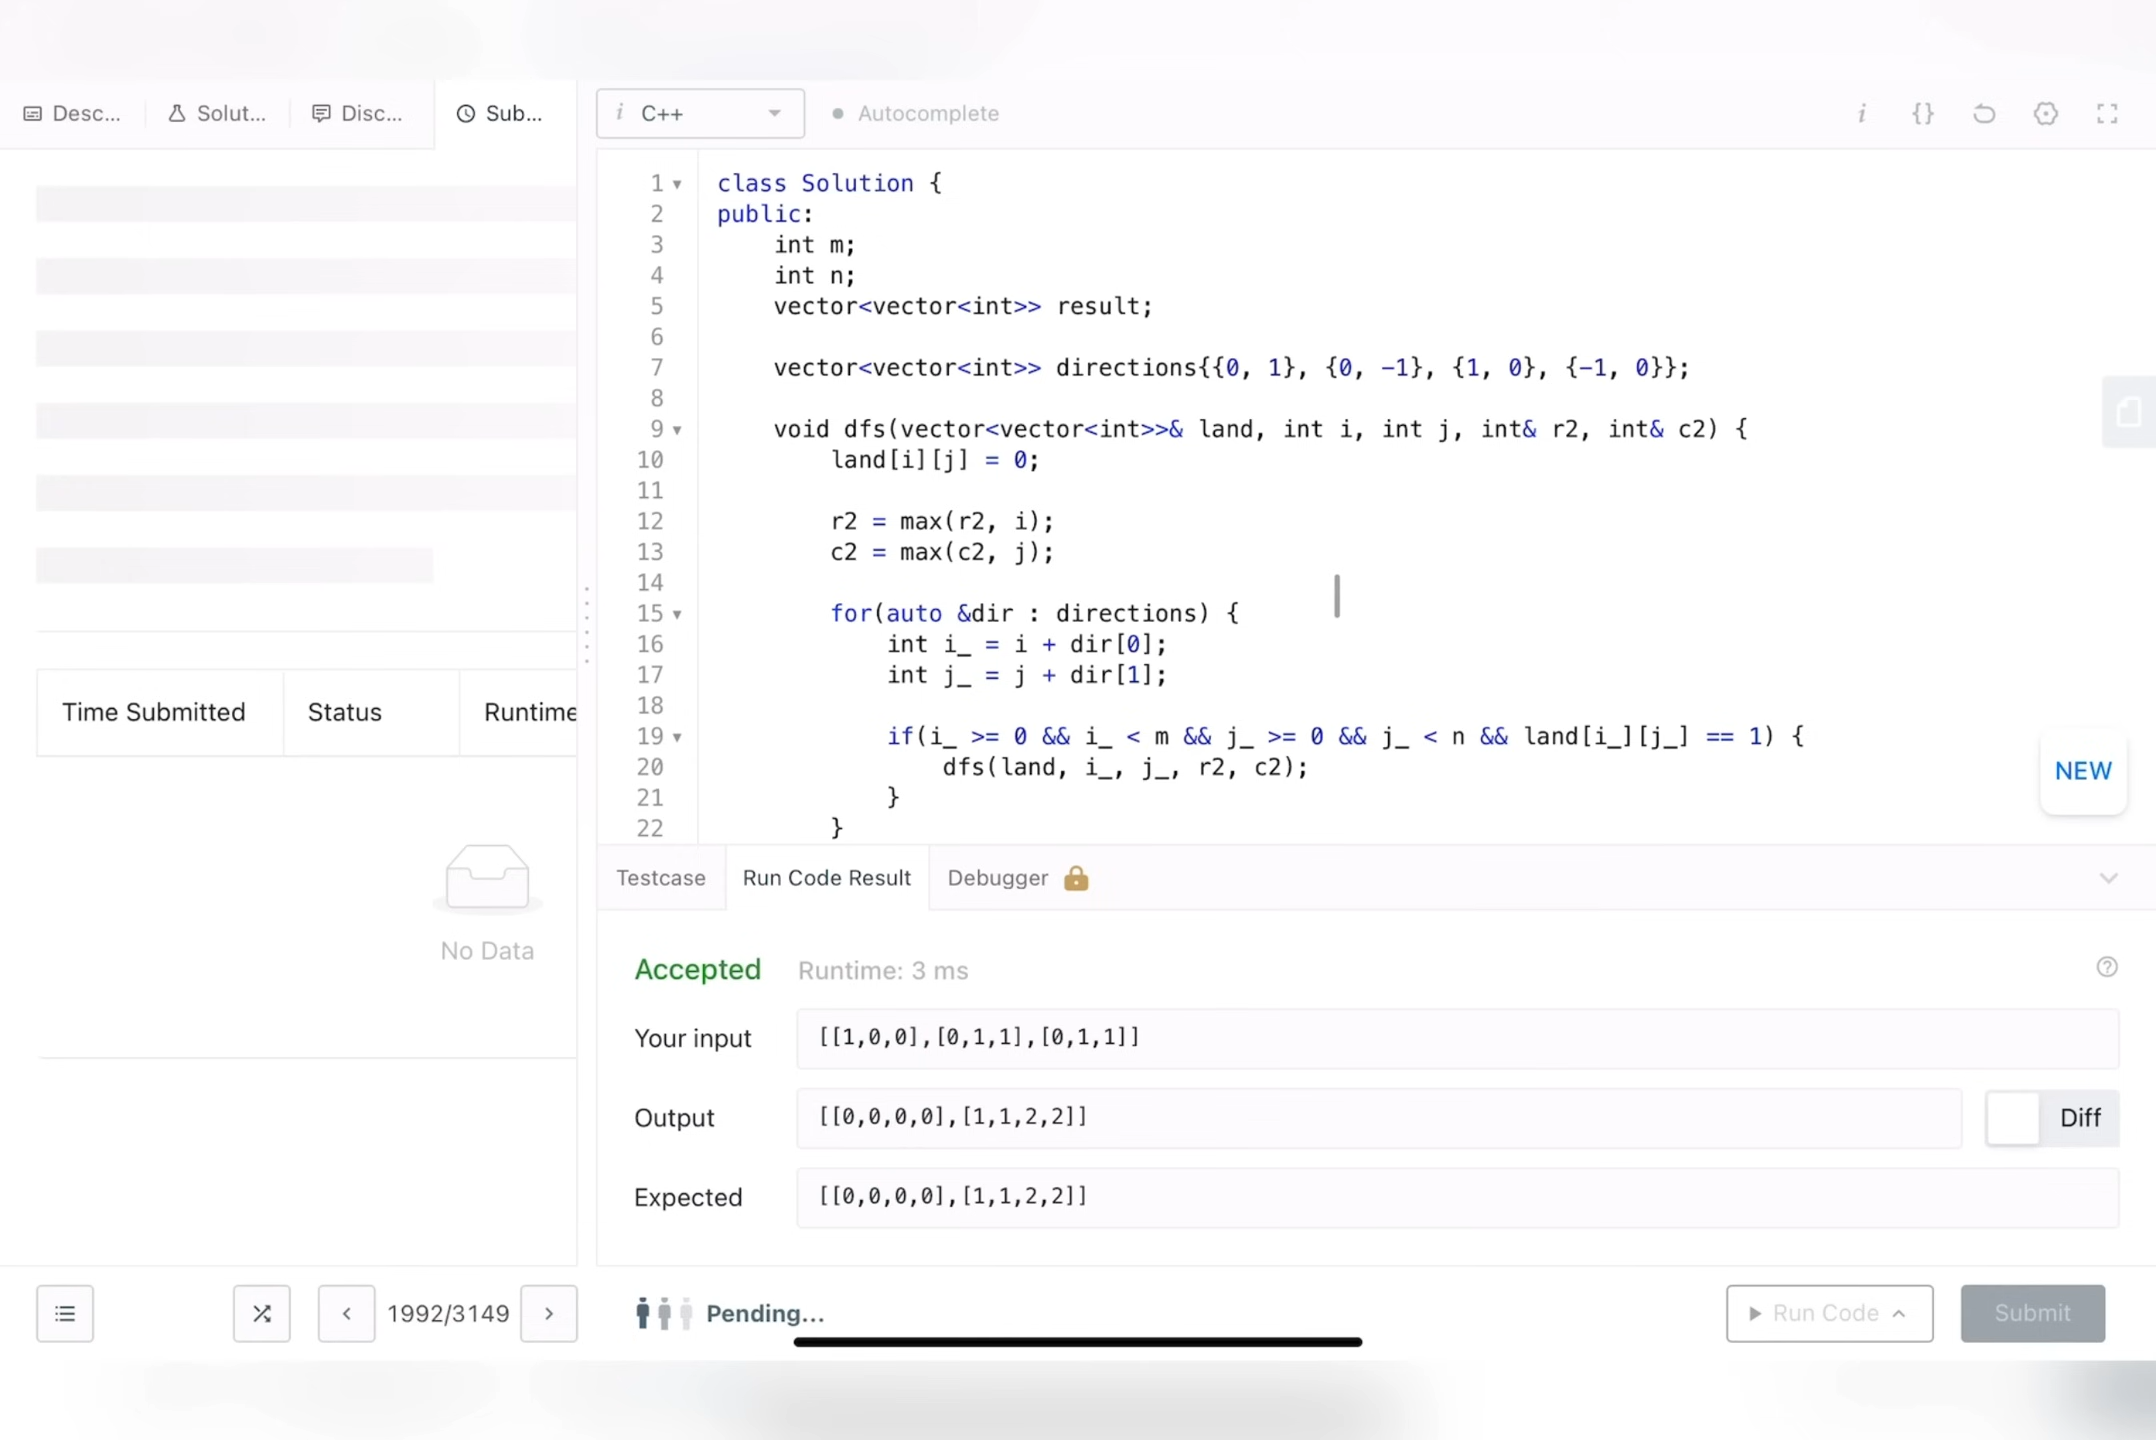 Desc...
Solut...
Disc...
Sub...
i C++
Autocomplete
i {}
1 class Solution {
2 public:
3 int m;
4 int n;
5 vector<vector<int>> result;
6
7 vector<vector<int>> directions{{0, 1}, {0, -1}, {1, 0}, {-1, 0}};
8
9 void dfs(vector<vector<int>>& land, int i, int j, int& r2, int& c2) {
10 land[i][j] = 0;
11
12 r2 = max(r2, i);
13 c2 = max(c2, j);
14
15 for(auto &dir : directions) {
16 int i_ = i + dir[0];
17 int j_ = j + dir[1];
18
19 if(i_ >= 0 && i_ < m && j_ >= 0 && j_ < n && land[i_][j_] == 1) {
20 dfs(land, i_, j_, r2, c2);
21 }
22 }
Time Submitted
Status
Runtime
No Data
NEW
Testcase
Run Code Result
Debugger
Accepted
Runtime: 3 ms
Your input
[[1,0,0],[0,1,1],[0,1,1]]
Output
[[0,0,0,0],[1,1,2,2]]
Diff
Expected
[[0,0,0,0],[1,1,2,2]]
1992/3149
Pending...
Run Code
Submit